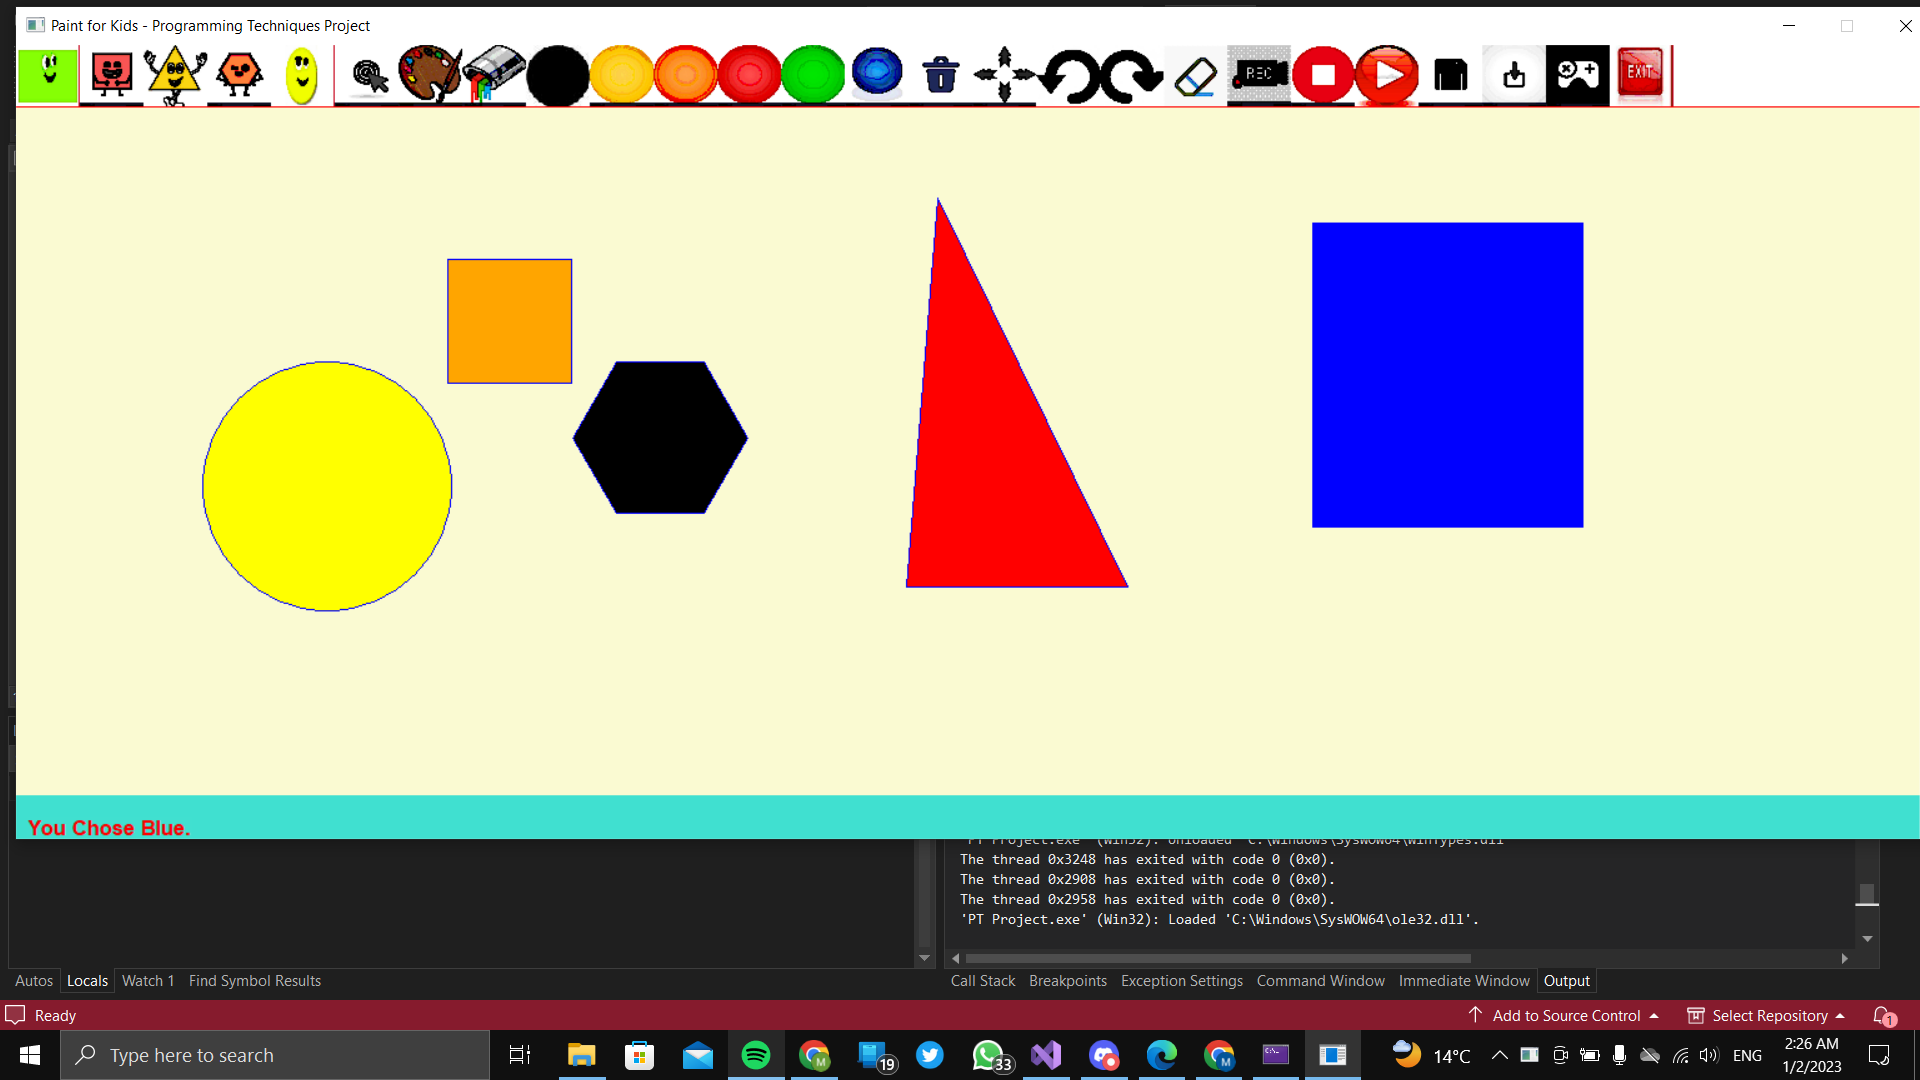 Paint for Kids - Programming Techniques Project
REC
EXIT
You Chose Blue.
'PT Project.exe' (Win32): Unloaded 'C:\Windows\SysWOW64\WinTypes.dll'
The thread 0x3248 has exited with code 0 (0x0).
The thread 0x2908 has exited with code 0 (0x0).
The thread 0x2958 has exited with code 0 (0x0).
'PT Project.exe' (Win32): Loaded 'C:\Windows\SysWOW64\ole32.dll'.
Autos Locals Watch 1 Find Symbol Results
Call Stack Breakpoints Exception Settings Command Window Immediate Window Output
Ready
Add to Source Control
Select Repository
1
Type here to search
19
33
14°C
ENG
2:26 AM
1/2/2023